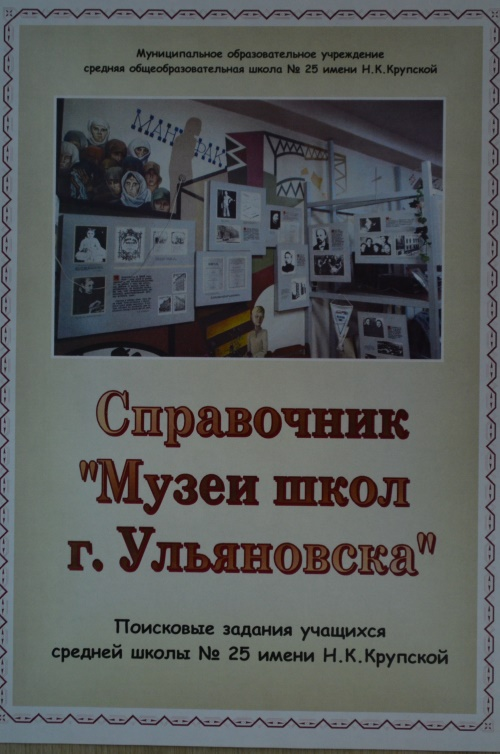 Муниципальное образовательное учреждение
средняя общеобразовательная школа № 25 имени Н.К.Крупской
Справочник
"Музеи школ
г. Ульяновска"
Поисковые задания учащихся
средней школы № 25 имени Н.К.Крупской